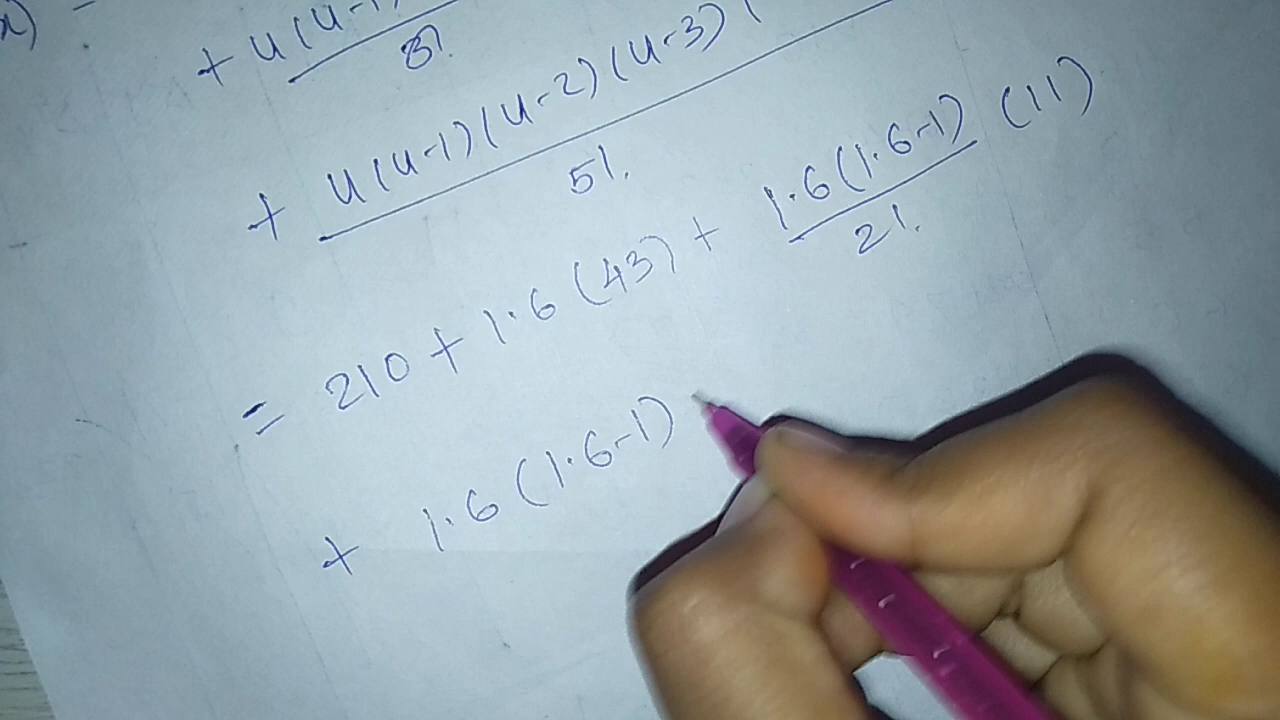 x) -
+ u(u-1)
3!
+ u(u-1)(u-2)(u-3)(
5!
= 210 + 1.6 (43) + 1.6(1.6-1) (11)
2!
+ 1.6 (1.6-1)